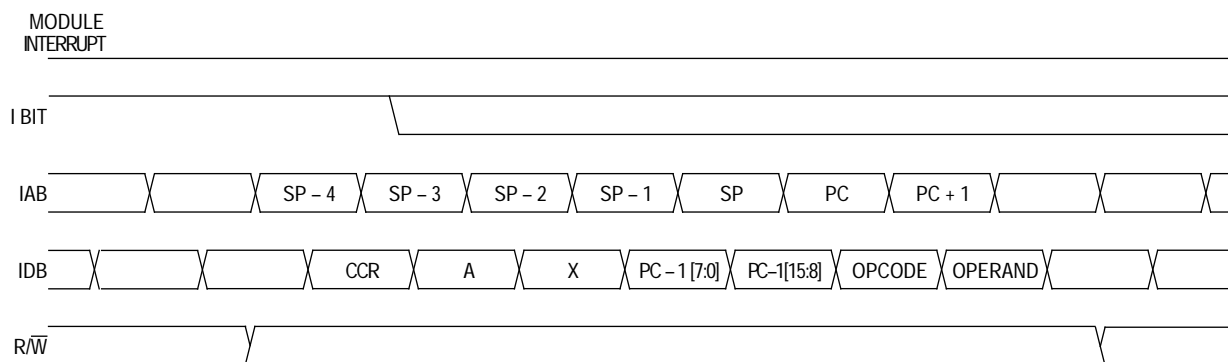 MODULE
INTERRUPT
I BIT
IAB SP – 4 SP – 3 SP – 2 SP – 1 SP PC PC + 1
IDB CCR A X PC – 1 [7:0] PC–1[15:8] OPCODE OPERAND
R/W̅